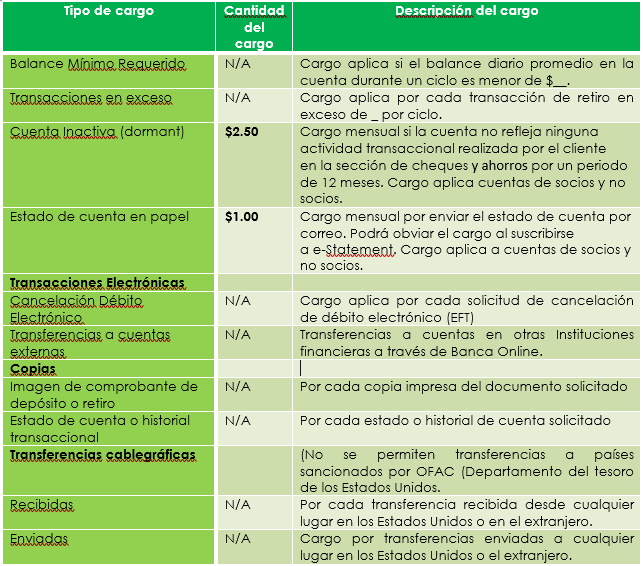 Tipo de cargo
Cantidad
del
cargo
Descripción del cargo
Balance Mínimo Requerido
N/A
Cargo aplica si el balance diario promedio en la
cuenta durante un ciclo es menor de $__.
Transacciones en exceso
N/A
Cargo aplica por cada transacción de retiro en
exceso de _ por ciclo.
Cuenta Inactiva (dormant)
$2.50
Cargo mensual si la cuenta no refleja ninguna
actividad transaccional realizada por el cliente
en la sección de cheques y ahorros por un periodo
de 12 meses. Cargo aplica cuentas de socios y no
socios.
Estado de cuenta en papel
$1.00
Cargo mensual por enviar el estado de cuenta por
correo. Podrá obviar el cargo al suscribirse
a e-Statement. Cargo aplica a cuentas de socios y
no socios.
Transacciones Electrónicas
Cancelación Débito
Electrónico
N/A
Cargo aplica por cada solicitud de cancelación
de débito electrónico (EFT)
Transferencias a cuentas
externas
N/A
Transferencias a cuentas en otras Instituciones
financieras a través de Banca Online.
Copias
Imagen de comprobante de
depósito o retiro
N/A
Por cada copia impresa del documento solicitado
Estado de cuenta o historial
transaccional
N/A
Por cada estado o historial de cuenta solicitado
Transferencias cablegráficas
(No se permiten transferencias a países
sancionados por OFAC (Departamento del tesoro
de los Estados Unidos.
Recibidas
N/A
Por cada transferencia recibida desde cualquier
lugar en los Estados Unidos o en el extranjero.
Enviadas
N/A
Cargo por transferencias enviadas a cualquier
lugar en los Estados Unidos o el extranjero.